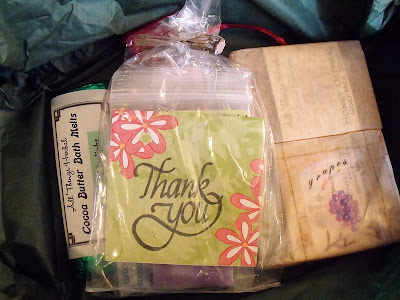 All Things Herbal
Cocoa Butter Bath Melts
Thank
you
grapes